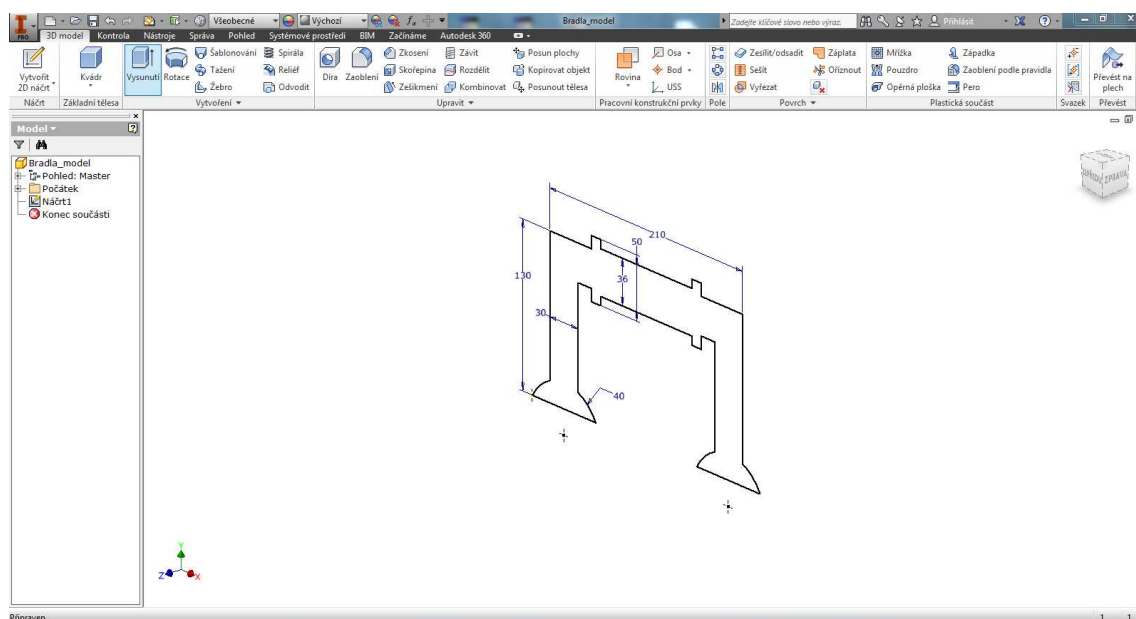 Všeobecné
Výchozí
Bradla_model
Zadejte klíčové slovo nebo výraz.
Přihlásit
PRO
3D model Kontrola Nástroje Správa Pohled Systémové prostředí BIM Začínáme Autodesk 360
Vytvořit
2D náčrt
Kvádr
Vysunutí
Rotace
Šablonování
Spirála
Tažení
Reliéf
Žebro
Odvodit
Díra
Zaoblení
Zkosení
Závit
Posun plochy
Skořepina
Rozdělit
Kopírovat objekt
Zešikmení
Kombinovat
Posunout tělesa
Rovina
Osa
Bod
USS
Zesílit/odsadit
Záplata
Sešít
Oříznout
Vyřezat
Mřížka
Západka
Pouzdro
Zaoblení podle pravidla
Opěrná ploška
Pero
Převést na
plech
Náčrt
Základní tělesa
Vytvoření
Upravit
Pracovní konstrukční prvky
Pole
Povrch
Plastická součást
Svazek
Převést
Model
Bradla_model
Pohled: Master
Počátek
Náčrt1
Konec součásti
ZPRAVA
210
50
36
130
30
40
Y
Z
X
Připraven
1 1